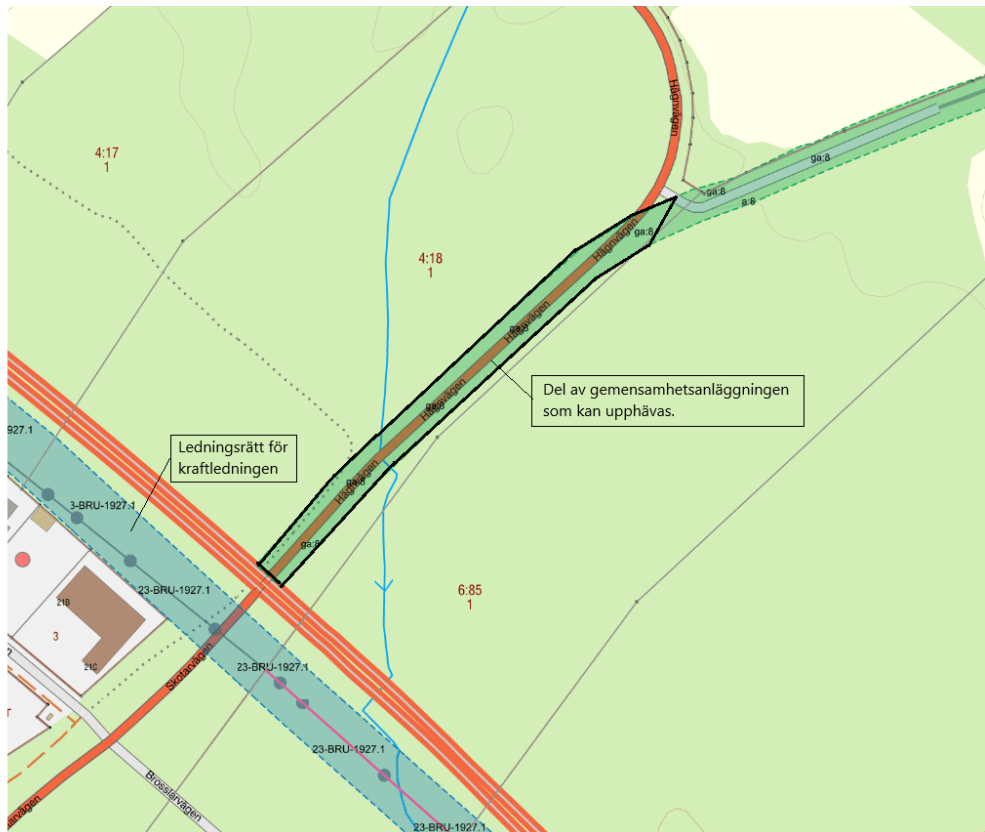 Hägnvägen
4:17
1
ga:8
ga:8
a:8
ga:8
Hägnvägen
4:18
1
ga:8
Hägnvägen
Del av gemensamhetsanläggningen
som kan upphävas.
ga:8
Hägnvägen
927.1
Ledningsrätt för
kraftledningen
ga:8
Hägnvägen
3-BRU-1927.1
ga:8
23-BRU-1927.1
6:85
1
21B
3
21C
23-BRU-1927.1
Skolarvägen
T
23-BRU-1927.1
Brosslarvägen
23-BRU-1927.1